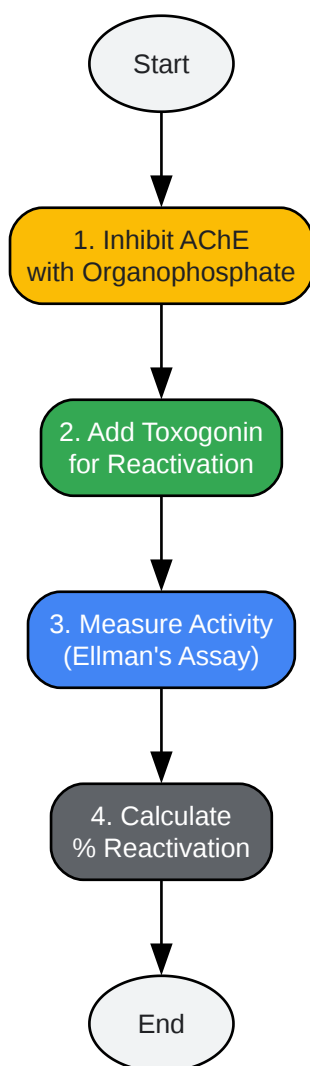 Start
1. Inhibit AChE
with Organophosphate
2. Add Toxogonin
for Reactivation
3. Measure Activity
(Ellman's Assay)
4. Calculate
% Reactivation
End